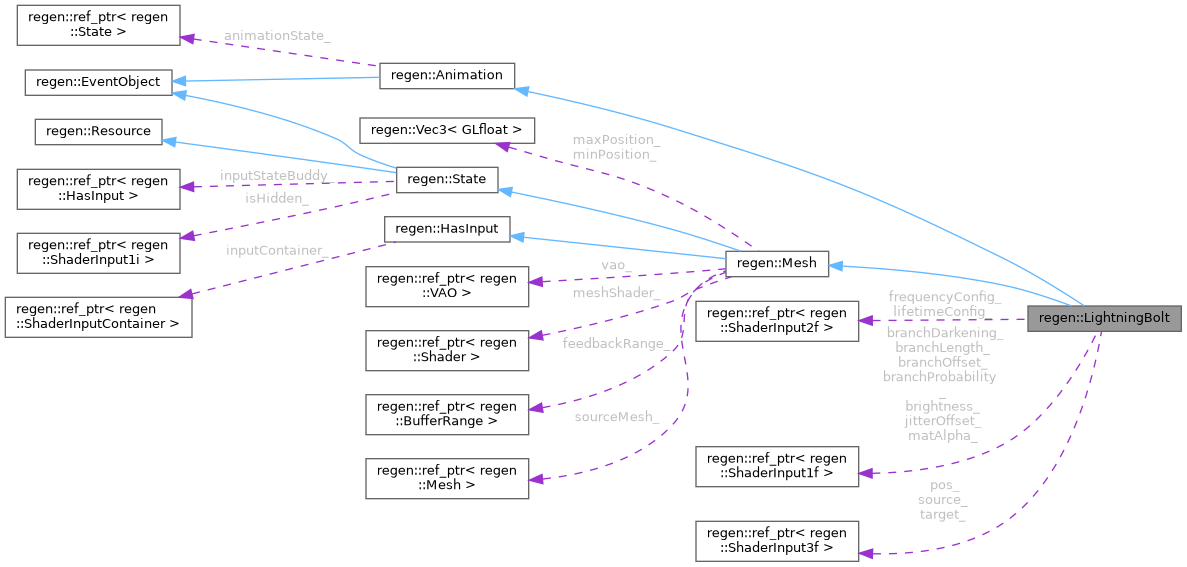 regen::ref_ptr< regen
::State >
animationState_
regen::Animation
regen::EventObject
regen::Resource
regen::Vec3< GLfloat >
maxPosition_
minPosition_
regen::ref_ptr< regen
::HasInput >
inputStateBuddy_
regen::State
isHidden_
regen::ref_ptr< regen
::ShaderInput1i >
regen::HasInput
inputContainer_
regen::ref_ptr< regen
::ShaderInputContainer >
regen::Mesh
vao_
regen::ref_ptr< regen
::VAO >
meshShader_
regen::ref_ptr< regen
::Shader >
feedbackRange_
regen::ref_ptr< regen
::BufferRange >
sourceMesh_
regen::ref_ptr< regen
::Mesh >
regen::ref_ptr< regen
::ShaderInput2f >
frequencyConfig_
lifetimeConfig_
regen::LightningBolt
branchDarkening_
branchLength_
branchOffset_
branchProbability
_
brightness_
jitterOffset_
matAlpha_
regen::ref_ptr< regen
::ShaderInput1f >
pos_
source_
target_
regen::ref_ptr< regen
::ShaderInput3f >